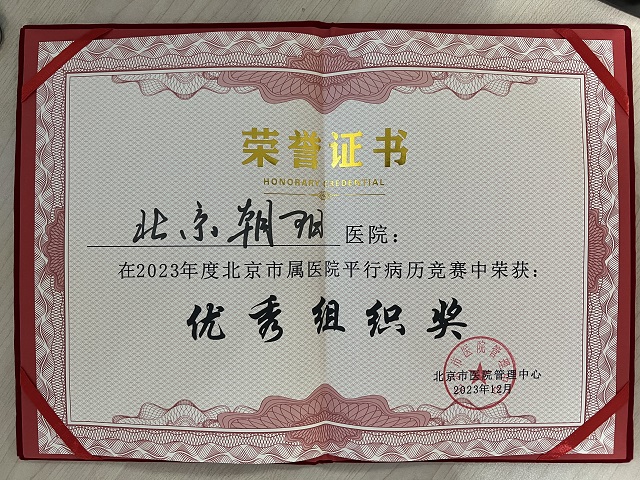 荣誉证书
HONORARY CREDENTIAL
北京朝阳医院：
在2023年度北京市属医院平行病历竞赛中荣获：
优秀组织奖
北京市医院管理中心
2023年12月